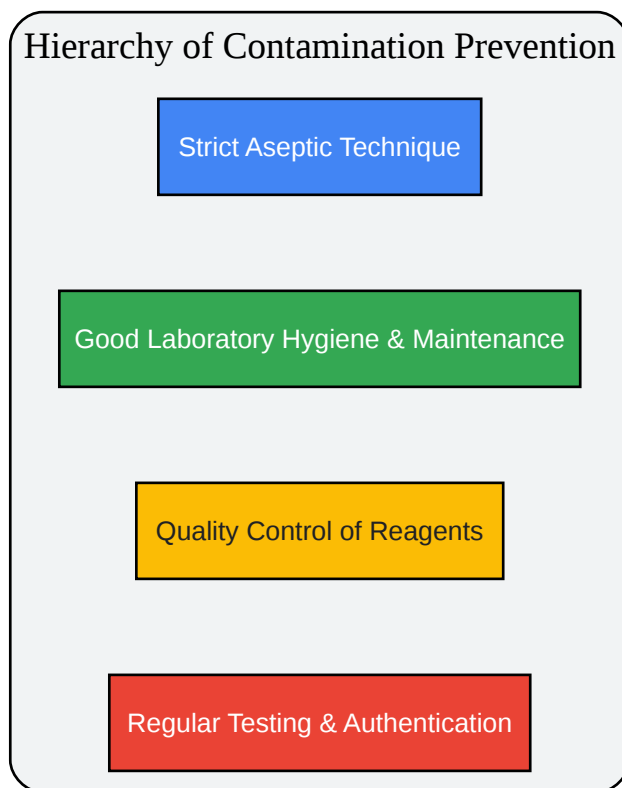 Hierarchy of Contamination Prevention
Strict Aseptic Technique
Good Laboratory Hygiene & Maintenance
Quality Control of Reagents
Regular Testing & Authentication